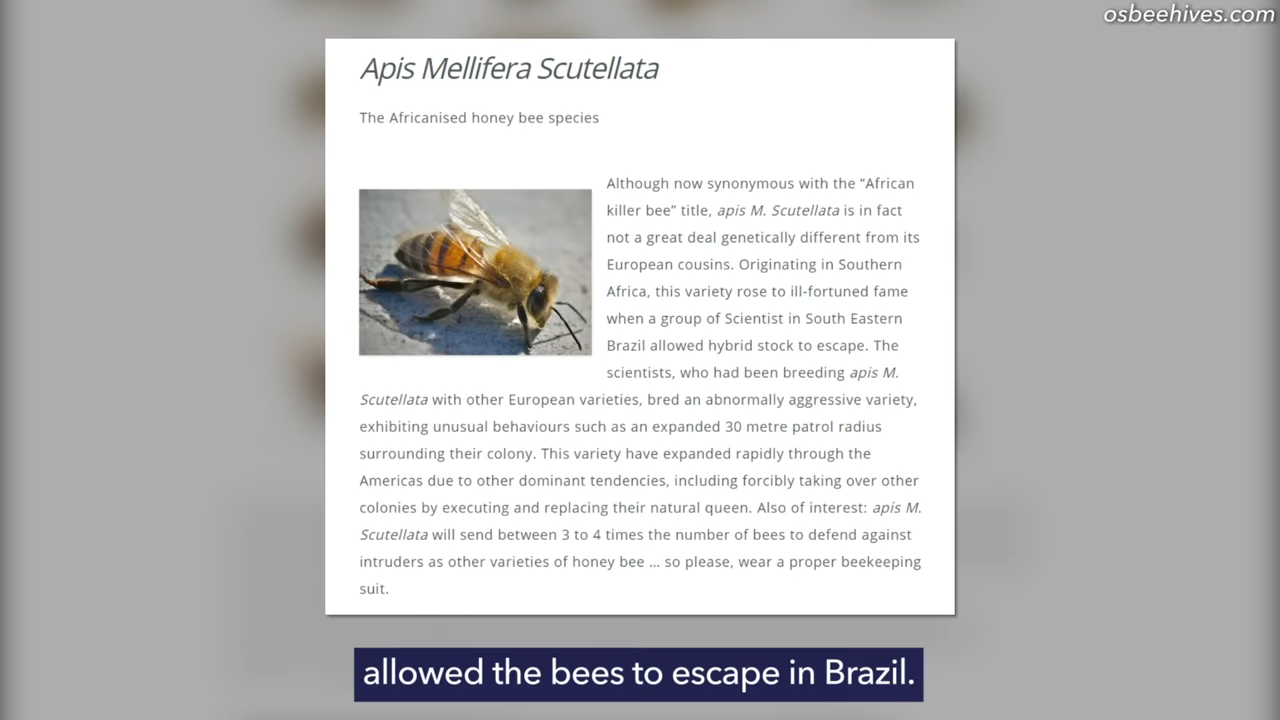 osbeehives.com
Apis Mellifera Scutellata
The Africanised honey bee species
Although now synonymous with the “African
killer bee” title, apis M. Scutellata is in fact
not a great deal genetically different from its
European cousins. Originating in Southern
Africa, this variety rose to ill-fortuned fame
when a group of Scientist in South Eastern
Brazil allowed hybrid stock to escape. The
scientists, who had been breeding apis M.
Scutellata with other European varieties, bred an abnormally aggressive variety,
exhibiting unusual behaviours such as an expanded 30 metre patrol radius
surrounding their colony. This variety have expanded rapidly through the
Americas due to other dominant tendencies, including forcibly taking over other
colonies by executing and replacing their natural queen. Also of interest: apis M.
Scutellata will send between 3 to 4 times the number of bees to defend against
intruders as other varieties of honey bee ... so please, wear a proper beekeeping
suit.
allowed the bees to escape in Brazil.